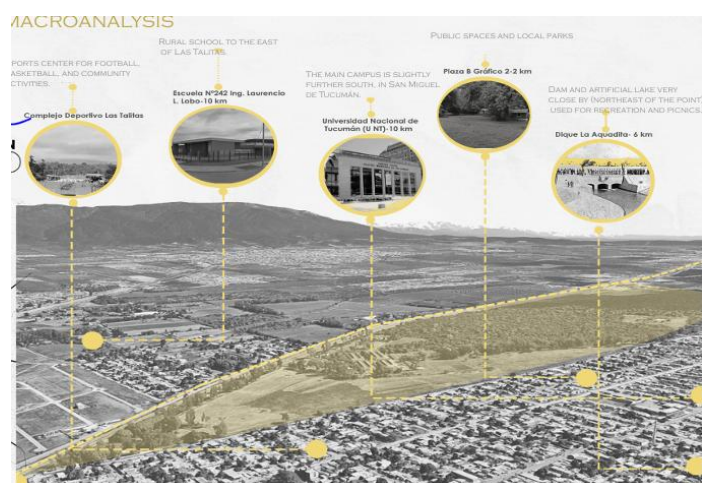 MACROANALYSIS
PORTS CENTER FOR FOOTBALL,
ASKETBALL, AND COMMUNITY
CTIVITIES.
Complejo Deportivo Las Talitas
RURAL SCHOOL TO THE EAST
OF LAS TALITAS.
Escuela N°242 Ing. Laurencio
L. Lobo-10 km
THE MAIN CAMPUS IS SLIGHTLY
FURTHER SOUTH, IN SAN MIGUEL
DE TUCUMÁN.
Universidad Nacional de
Tucumán (U NT)-10 km
PUBLIC SPACES AND LOCAL PARKS
Plaza B Gráfico 2-2 km
DAM AND ARTIFICIAL LAKE VERY
CLOSE BY (NORTHEAST OF THE POINT)
USED FOR RECREATION AND PICNICS.
Dique La Aquadita- 6 km
N